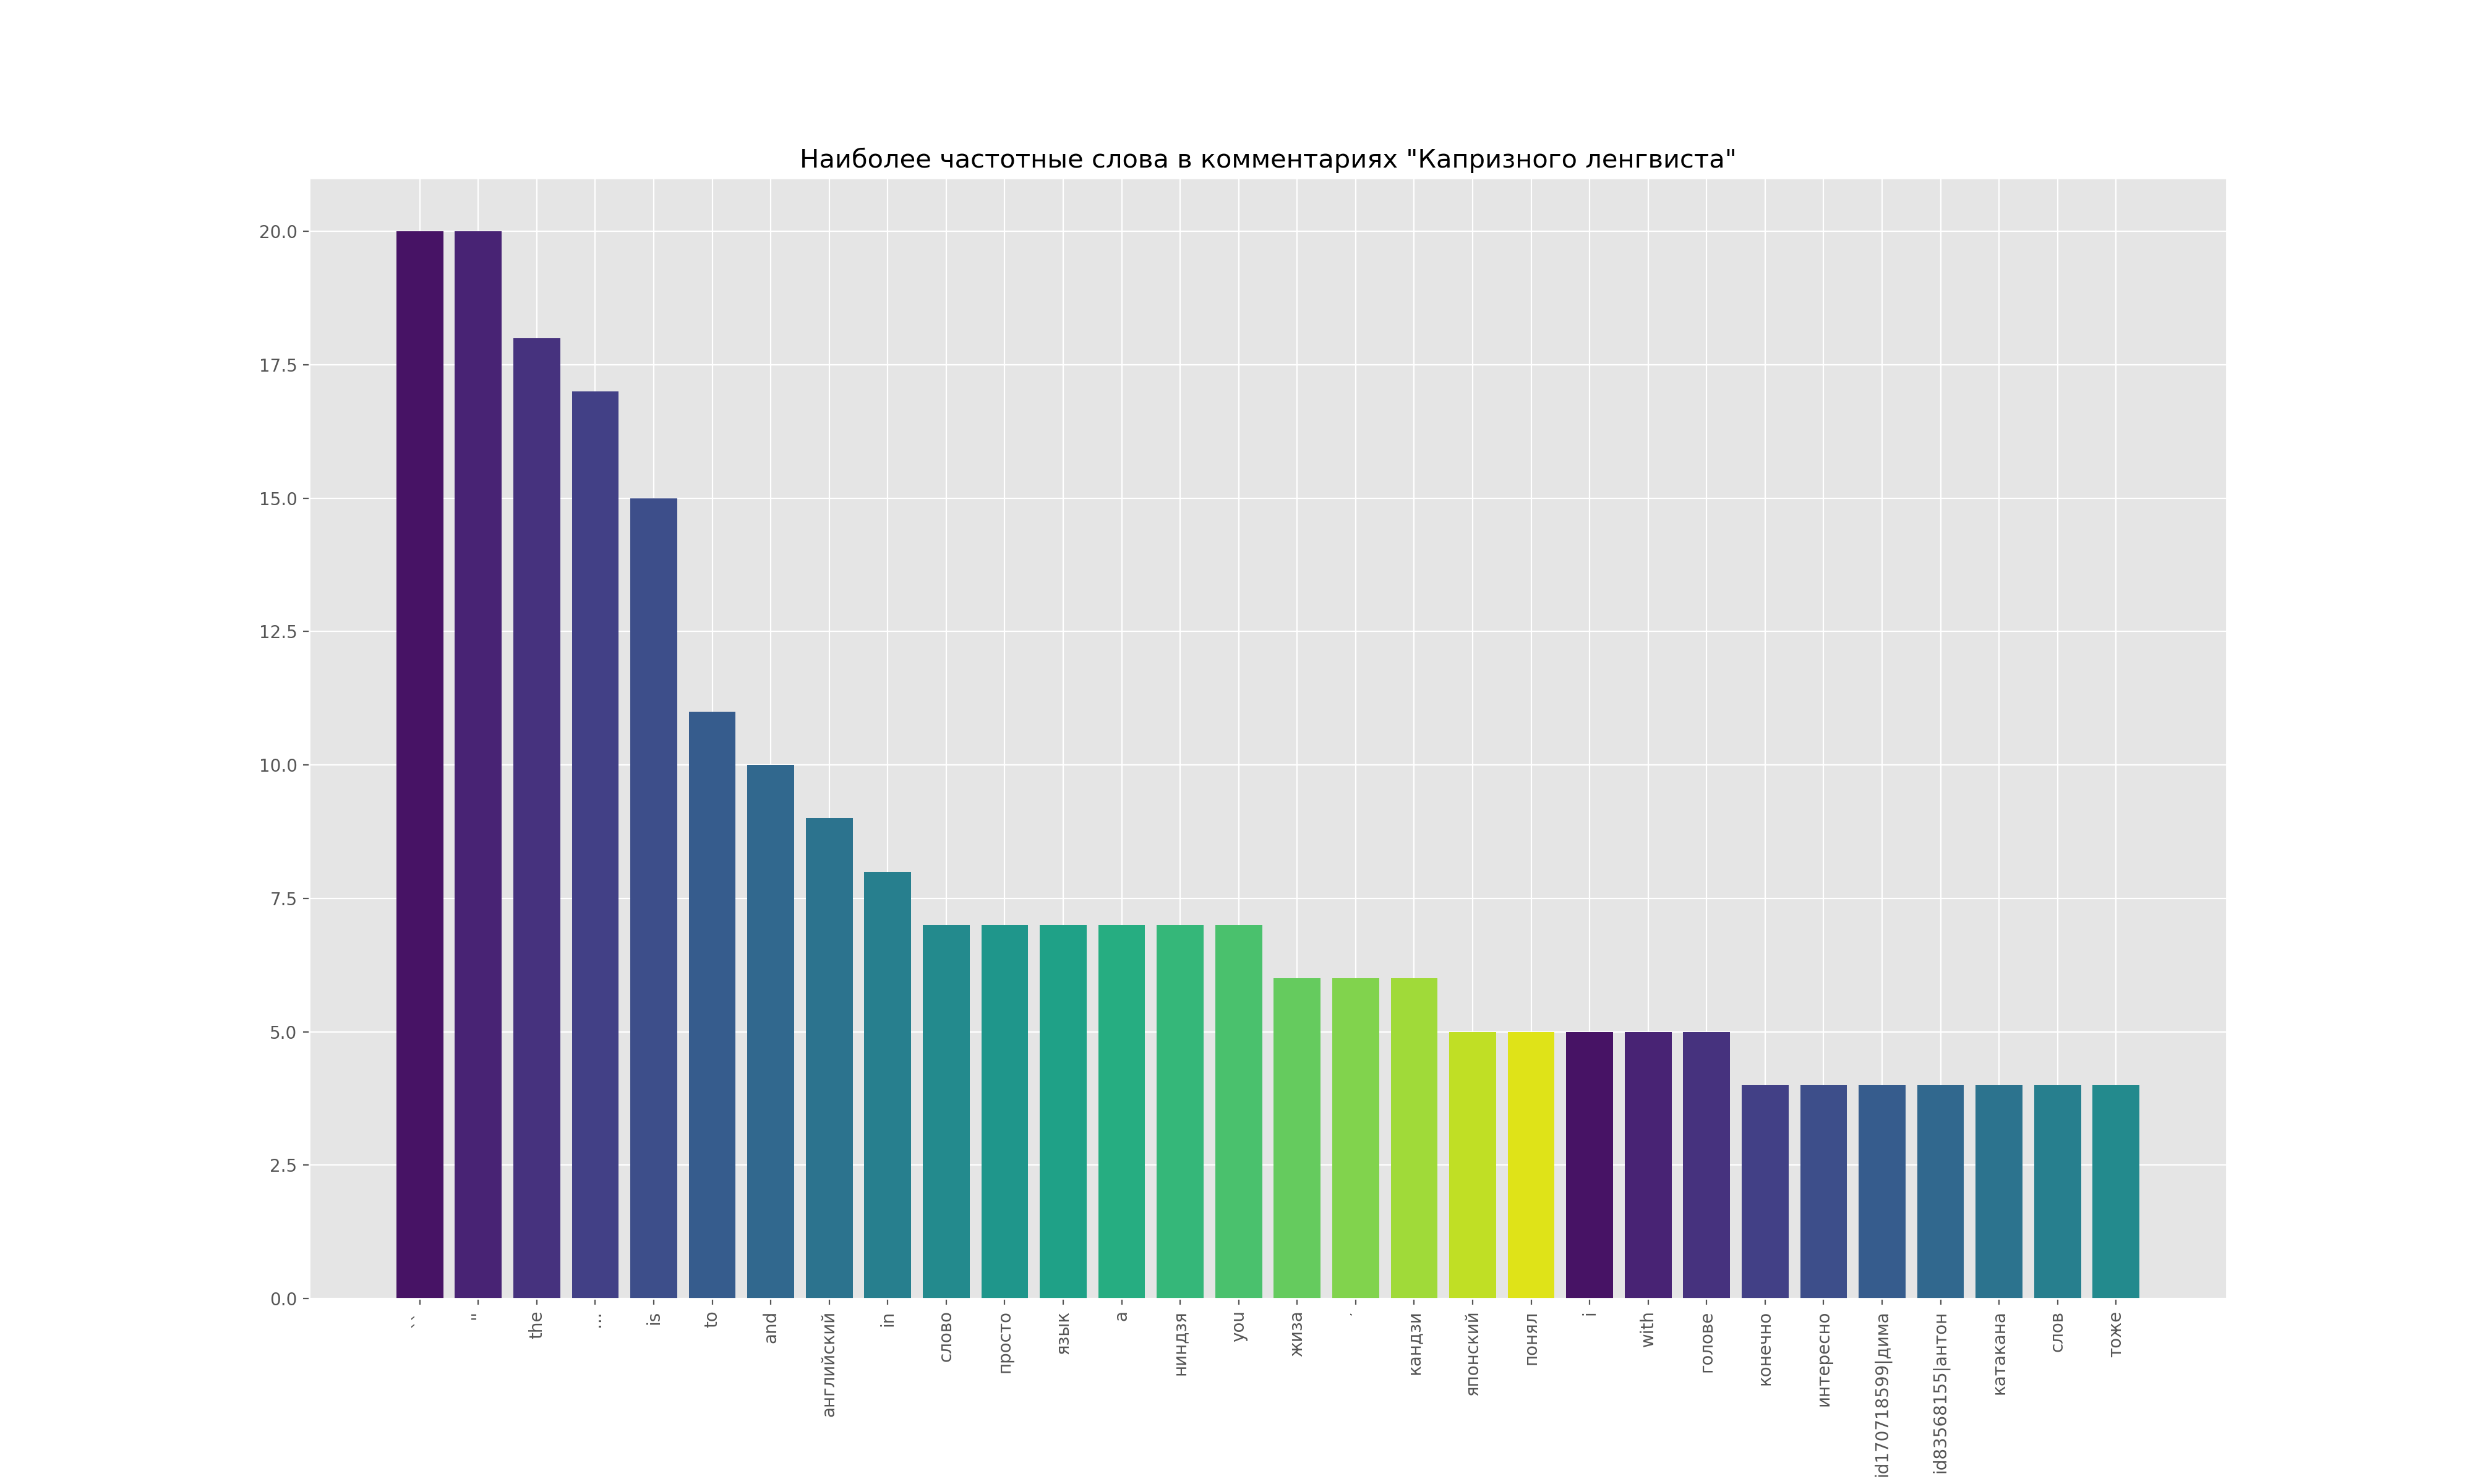 Наиболее частотные слова в комментариях "Капризного ленгвиста"
20.0
17.5
15.0
12.5
10.0
7.5
5.0
2.5
0.0
``
"
the
...
is
to
and
английский
in
слово
просто
язык
a
ниндзя
you
жиза
.
кандзи
японский
понял
i
with
голове
конечно
интересно
id170718599|дима
id83568155|антон
катакана
слов
тоже